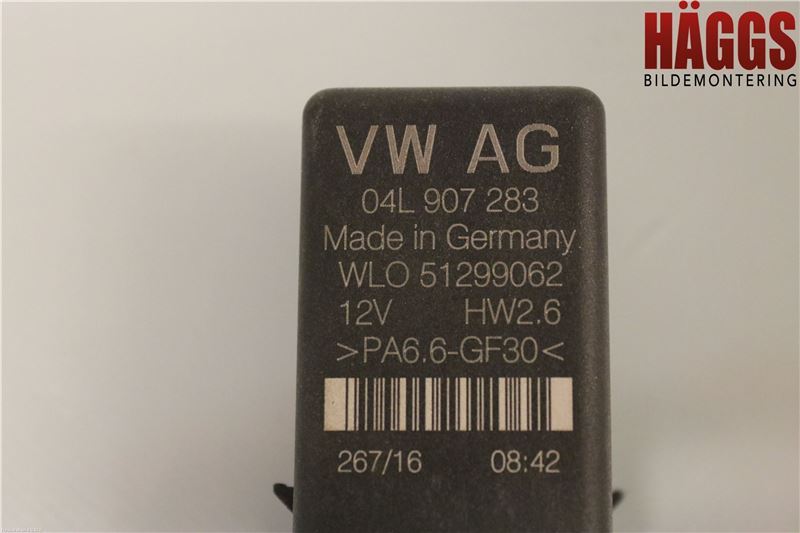 HÄGGS
BILDEMONTERING
VW AG
04L 907 283
Made in Germany
WLO 51299062
12V HW2.6
>PA6.6-GF30<
267/16 08:42